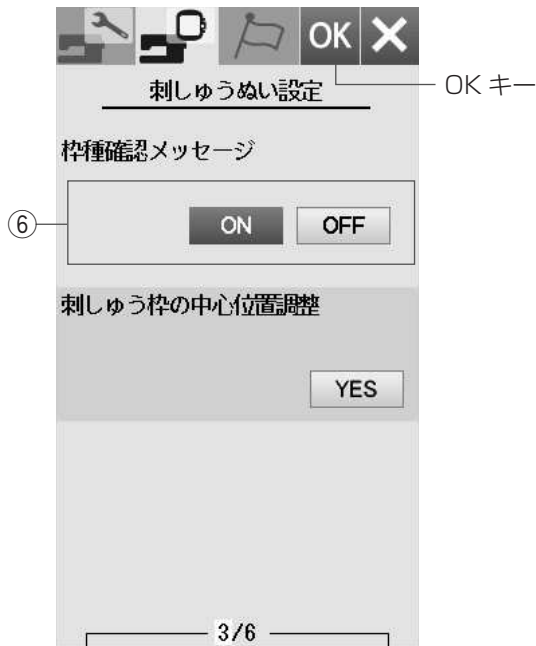 OK
OK キー
刺しゅうぬい設定
枠種確認メッセージ
⑥
ON OFF
刺しゅう枠の中心位置調整
YES
3/6